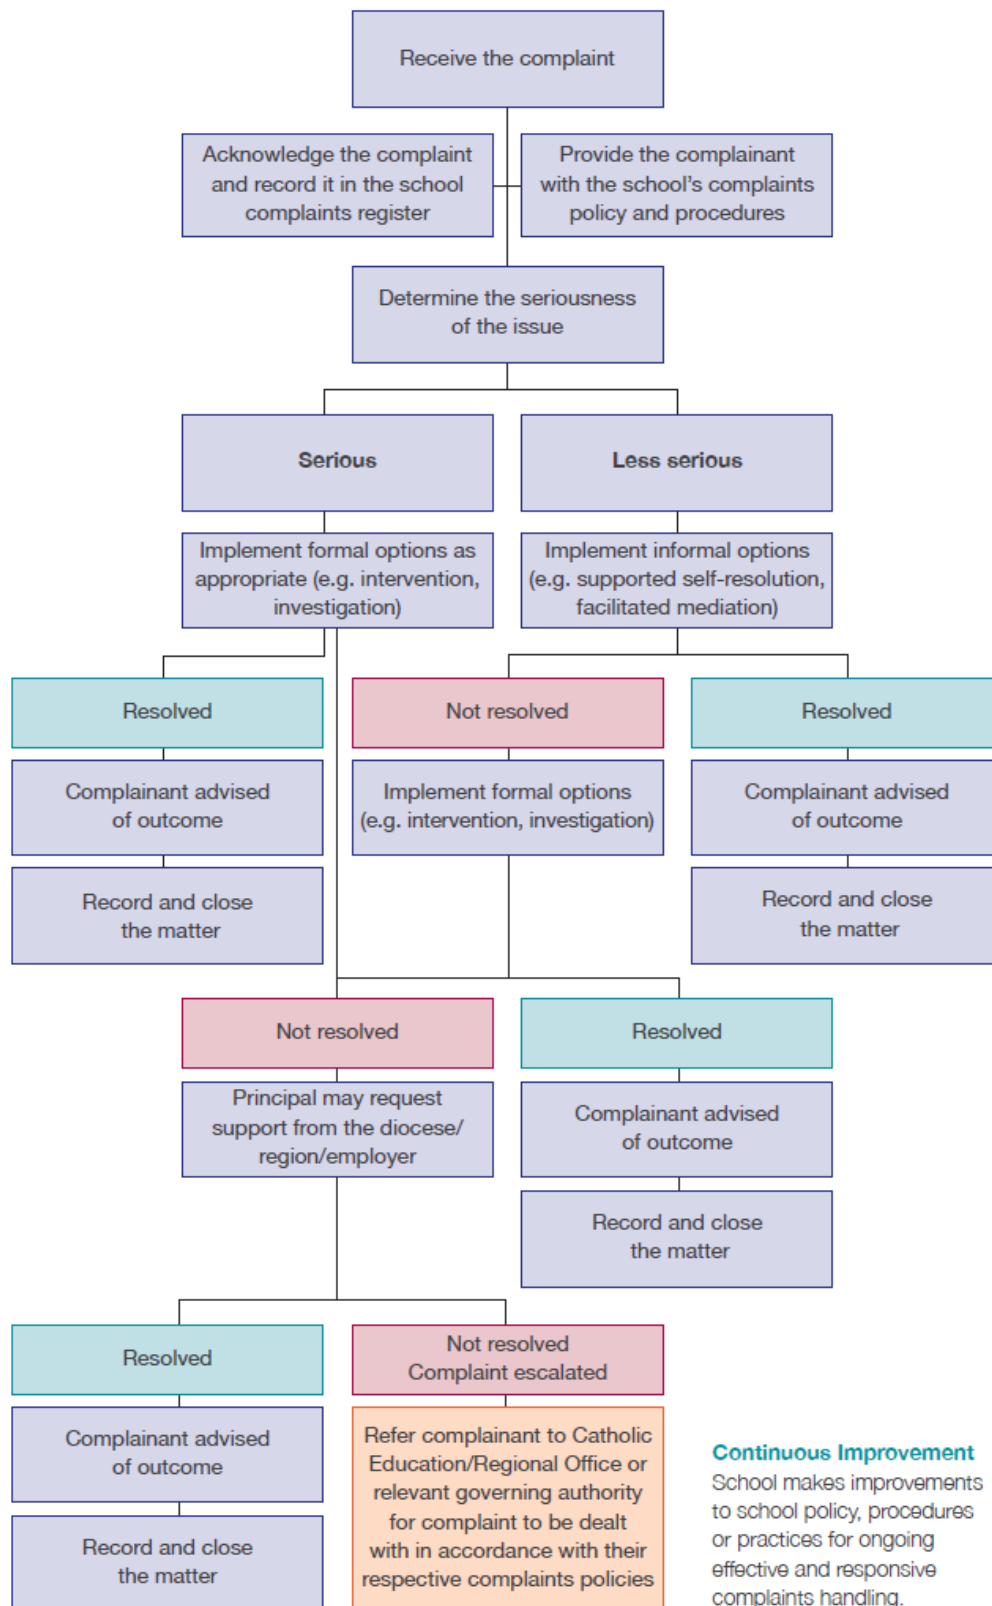 Receive the complaint
Acknowledge the complaint
and record it in the school
complaints register
Provide the complainant
with the school's complaints
policy and procedures
Determine the seriousness
of the issue
Serious
Less serious
Implement formal options as
appropriate (e.g. intervention,
investigation)
Implement informal options
(e.g. supported self-resolution,
facilitated mediation)
Resolved
Not resolved
Resolved
Complainant advised
of outcome
Implement formal options
(e.g. intervention, investigation)
Complainant advised
of outcome
Record and close
the matter
Record and close
the matter
Not resolved
Resolved
Principal may request
support from the diocese/
region/employer
Complainant advised
of outcome
Record and close
the matter
Resolved
Not resolved
Complaint escalated
Complainant advised
of outcome
Refer complainant to Catholic
Education/Regional Office or
relevant governing authority
for complaint to be dealt
with in accordance with their
respective complaints policies
Record and close
the matter
Continuous Improvement
School makes improvements
to school policy, procedures
or practices for ongoing
effective and responsive
complaints handling.